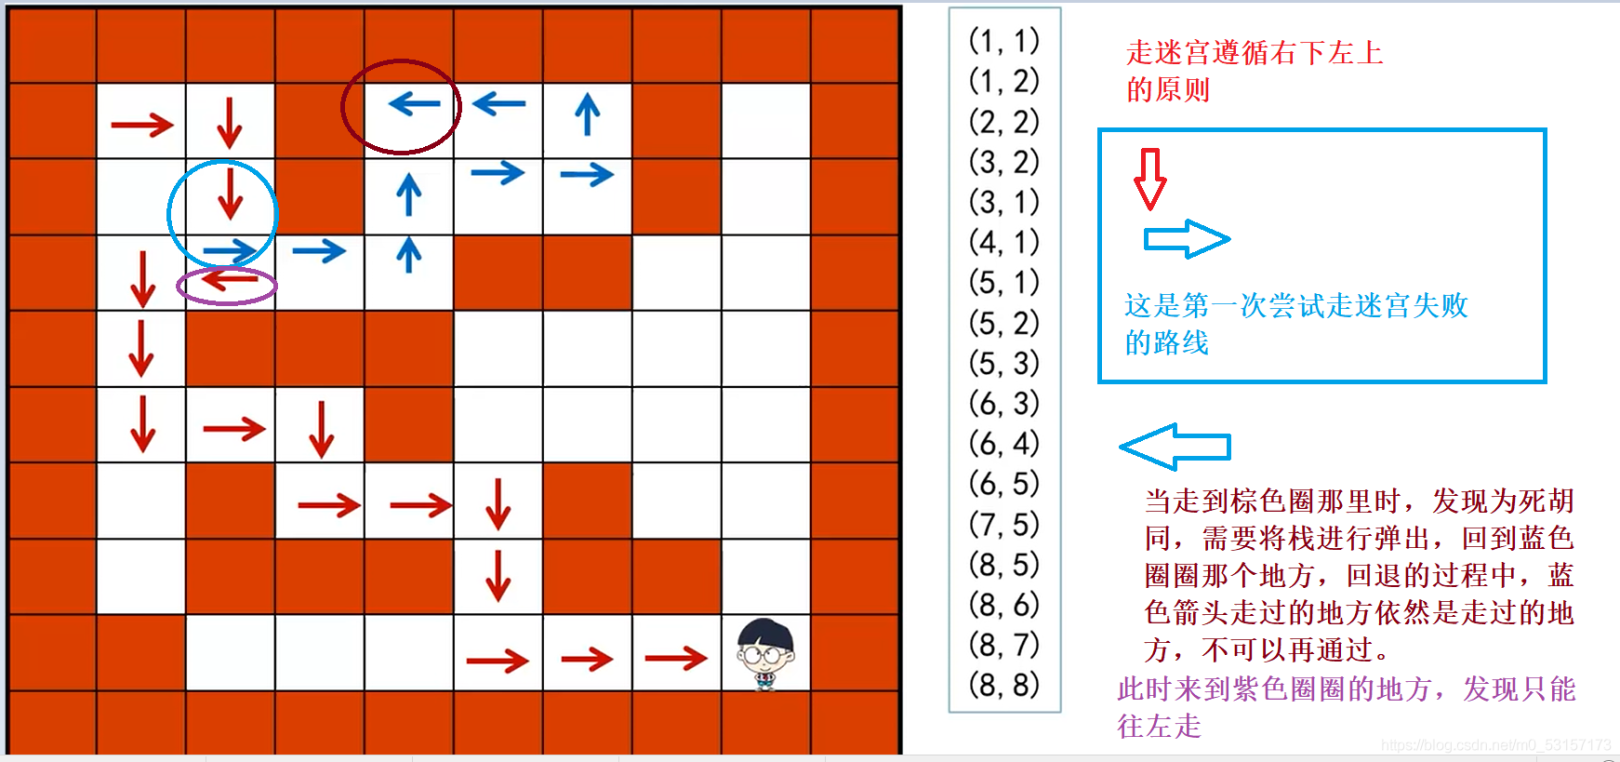 (1,1)
(1,2)
(2,2)
(3,2)
(3,1)
(4,1)
(5,1)
(5,2)
(5,3)
(6,3)
(6,4)
(6,5)
(7,5)
(8,5)
(8,6)
(8,7)
(8,8)
走迷宫遵循右下左上
的原则
这是第一次尝试走迷宫失败
的路线
当走到棕色圈那里时，发现为死胡
同，需要将栈进行弹出，回到蓝色
圈圈那个地方，回退的过程中，蓝
色箭头走过的地方依然是走过的地
方，不可以再通过。
此时来到紫色圈圈的地方，发现只能
往左走
https://blog.csdn.net/m0_53157173